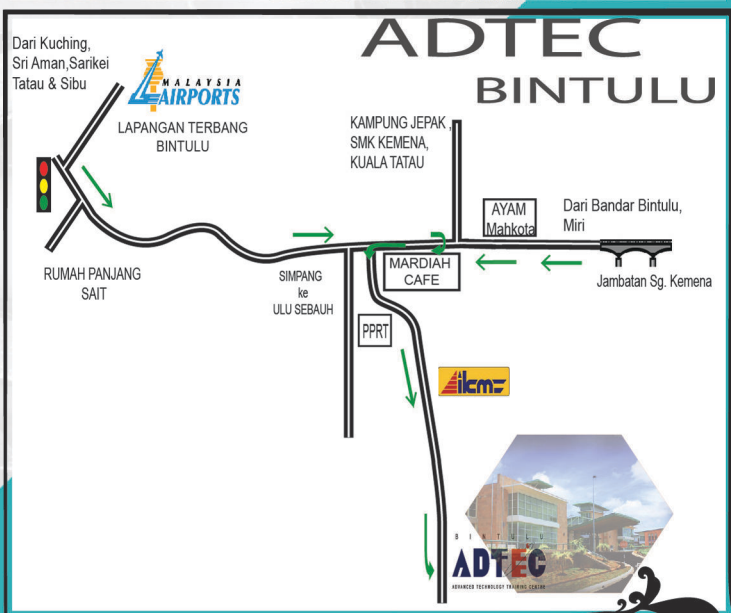 ADTEC
BINTULU
Dari Kuching,
Sri Aman,Sarikei
Tatau & Sibu
MALAYSIA
AIRPORTS
LAPANGAN TERBANG
BINTULU
KAMPUNG JEPAK ,
SMK KEMENA,
KUALA TATAU
AYAM
Mahkota
Dari Bandar Bintulu,
Miri
Jambatan Sg. Kemena
RUMAH PANJANG
SAIT
SIMPANG
ke
ULU SEBAUH
MARDIAH
CAFE
PPRT
ikm
BINTULU
ADTEC
ADVANCED TECHNOLOGY TRAINING CENTER